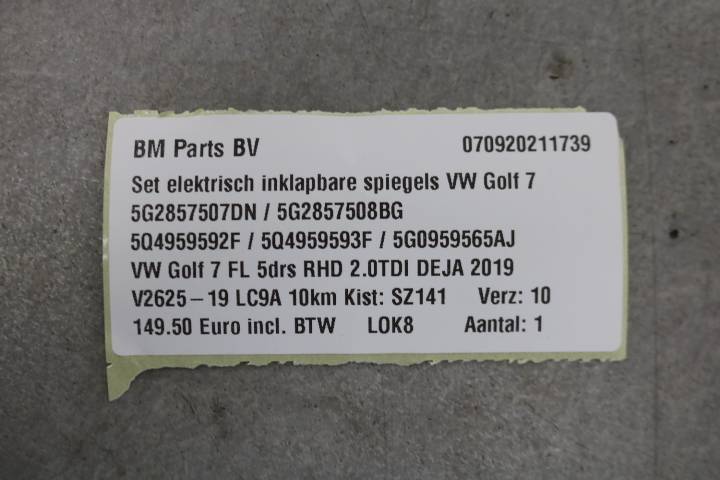 BM Parts BV 070920211739
Set elektrisch inklapbare spiegels VW Golf 7
5G2857507DN / 5G2857508BG
5Q4959592F / 5Q4959593F / 5G0959565AJ
VW Golf 7 FL 5drs RHD 2.0TDI DEJA 2019
V2625-19 LC9A 10km Kist: SZ141 Verz: 10
149.50 Euro incl. BTW LOK8 Aantal: 1